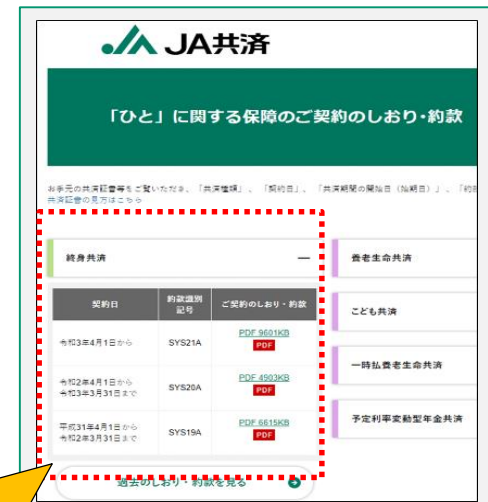 JA共済
「ひと」に関する保障のご契約のしおり・約款
お手元の共済証書等をご覧いただき、「共済種類」、「契約日」、「共済期間の開始日（始期日）」、「約款
共済証書の見方はこちら
終身共済 —
契約日 約款識別記号 ご契約のしおり・約款
令和3年4月1日から SYS21A PDF 9601KB
PDF
令和2年4月1日から
令和3年3月31日まで SYS20A PDF 4903KB
PDF
平成31年4月1日から
令和2年3月31日まで SYS19A PDF 6615KB
PDF
過去のしおり・約款を見る
養老生命共済
こども共済
一時払養老生命共済
予定利率変動型年金共済